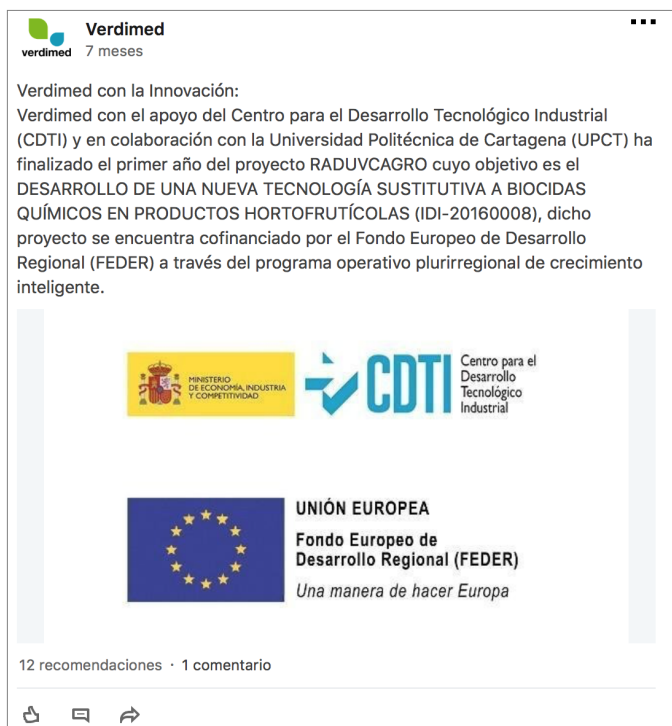 verdimed
Verdimed
7 meses
Verdimed con la Innovación:
Verdimed con el apoyo del Centro para el Desarrollo Tecnológico Industrial
(CDTI) y en colaboración con la Universidad Politécnica de Cartagena (UPCT) ha
finalizado el primer año del proyecto RADUVCAGRO cuyo objetivo es el
DESARROLLO DE UNA NUEVA TECNOLOGÍA SUSTITUTIVA A BIOCIDAS
QUÍMICOS EN PRODUCTOS HORTOFRUTÍCOLAS (IDI-20160008), dicho
proyecto se encuentra cofinanciado por el Fondo Europeo de Desarrollo
Regional (FEDER) a través del programa operativo plurirregional de crecimiento
inteligente.
MINISTERIO
DE ECONOMÍA, INDUSTRIA
Y COMPETITIVIDAD
CDTI
Centro para el
Desarrollo
Tecnológico
Industrial
UNIÓN EUROPEA
Fondo Europeo de
Desarrollo Regional (FEDER)
Una manera de hacer Europa
12 recomendaciones · 1 comentario